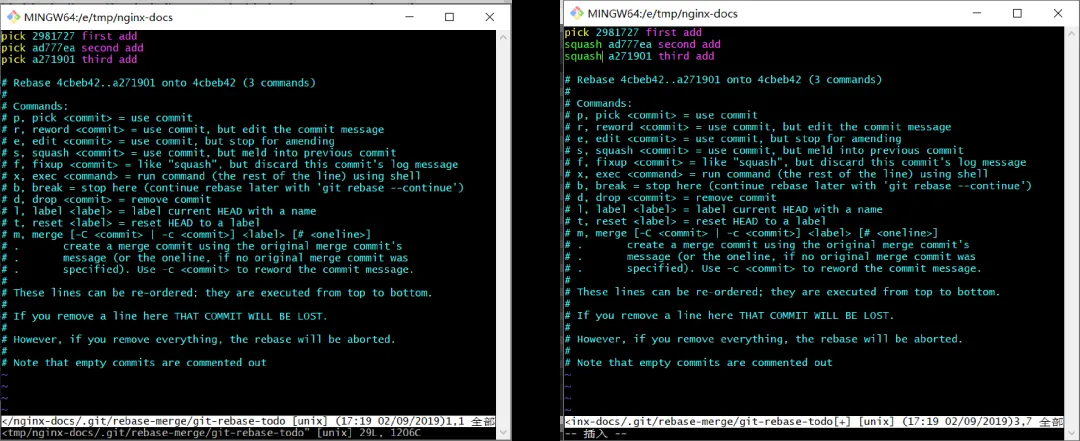 MINGW64:/e/tmp/nginx-docs
pick 2981727 first add
pick ad777ea second add
pick a271901 third add
# Rebase 4cbeb42..a271901 onto 4cbeb42 (3 commands)
#
# Commands:
# p, pick <commit> = use commit
# r, reword <commit> = use commit, but edit the commit message
# e, edit <commit> = use commit, but stop for amending
# s, squash <commit> = use commit, but meld into previous commit
# f, fixup <commit> = like "squash", but discard this commit's log message
# x, exec <command> = run command (the rest of the line) using shell
# b, break = stop here (continue rebase later with 'git rebase --continue')
# d, drop <commit> = remove commit
# l, label <label> = label current HEAD with a name
# t, reset <label> = reset HEAD to a label
# m, merge [-C <commit> | -c <commit>] <label> [# <oneline>]
# .       create a merge commit using the original merge commit's
# .       message (or the oneline, if no original merge commit was
# .       specified). Use -c <commit> to reword the commit message.
#
# These lines can be re-ordered; they are executed from top to bottom.
#
# If you remove a line here THAT COMMIT WILL BE LOST.
#
# However, if you remove everything, the rebase will be aborted.
#
# Note that empty commits are commented out
~
~
~
~
</nginx-docs/.git/rebase-merge/git-rebase-todo [unix] (17:19 02/09/2019)1,1 全部
<tmp/nginx-docs/.git/rebase-merge/git-rebase-todo" [unix] 29L, 1206C
MINGW64:/e/tmp/nginx-docs
pick 2981727 first add
squash ad777ea second add
squash a271901 third add
# Rebase 4cbeb42..a271901 onto 4cbeb42 (3 commands)
#
# Commands:
# p, pick <commit> = use commit
# r, reword <commit> = use commit, but edit the commit message
# e, edit <commit> = use commit, but stop for amending
# s, squash <commit> = use commit, but meld into previous commit
# f, fixup <commit> = like "squash", but discard this commit's log message
# x, exec <command> = run command (the rest of the line) using shell
# b, break = stop here (continue rebase later with 'git rebase --continue')
# d, drop <commit> = remove commit
# l, label <label> = label current HEAD with a name
# t, reset <label> = reset HEAD to a label
# m, merge [-C <commit> | -c <commit>] <label> [# <oneline>]
# .       create a merge commit using the original merge commit's
# .       message (or the oneline, if no original merge commit was
# .       specified). Use -c <commit> to reword the commit message.
#
# These lines can be re-ordered; they are executed from top to bottom.
#
# If you remove a line here THAT COMMIT WILL BE LOST.
#
# However, if you remove everything, the rebase will be aborted.
#
# Note that empty commits are commented out
~
~
~
~
<inx-docs/.git/rebase-merge/git-rebase-todo[+] [unix] (17:19 02/09/2019)3,7 全部
-- 插入 --